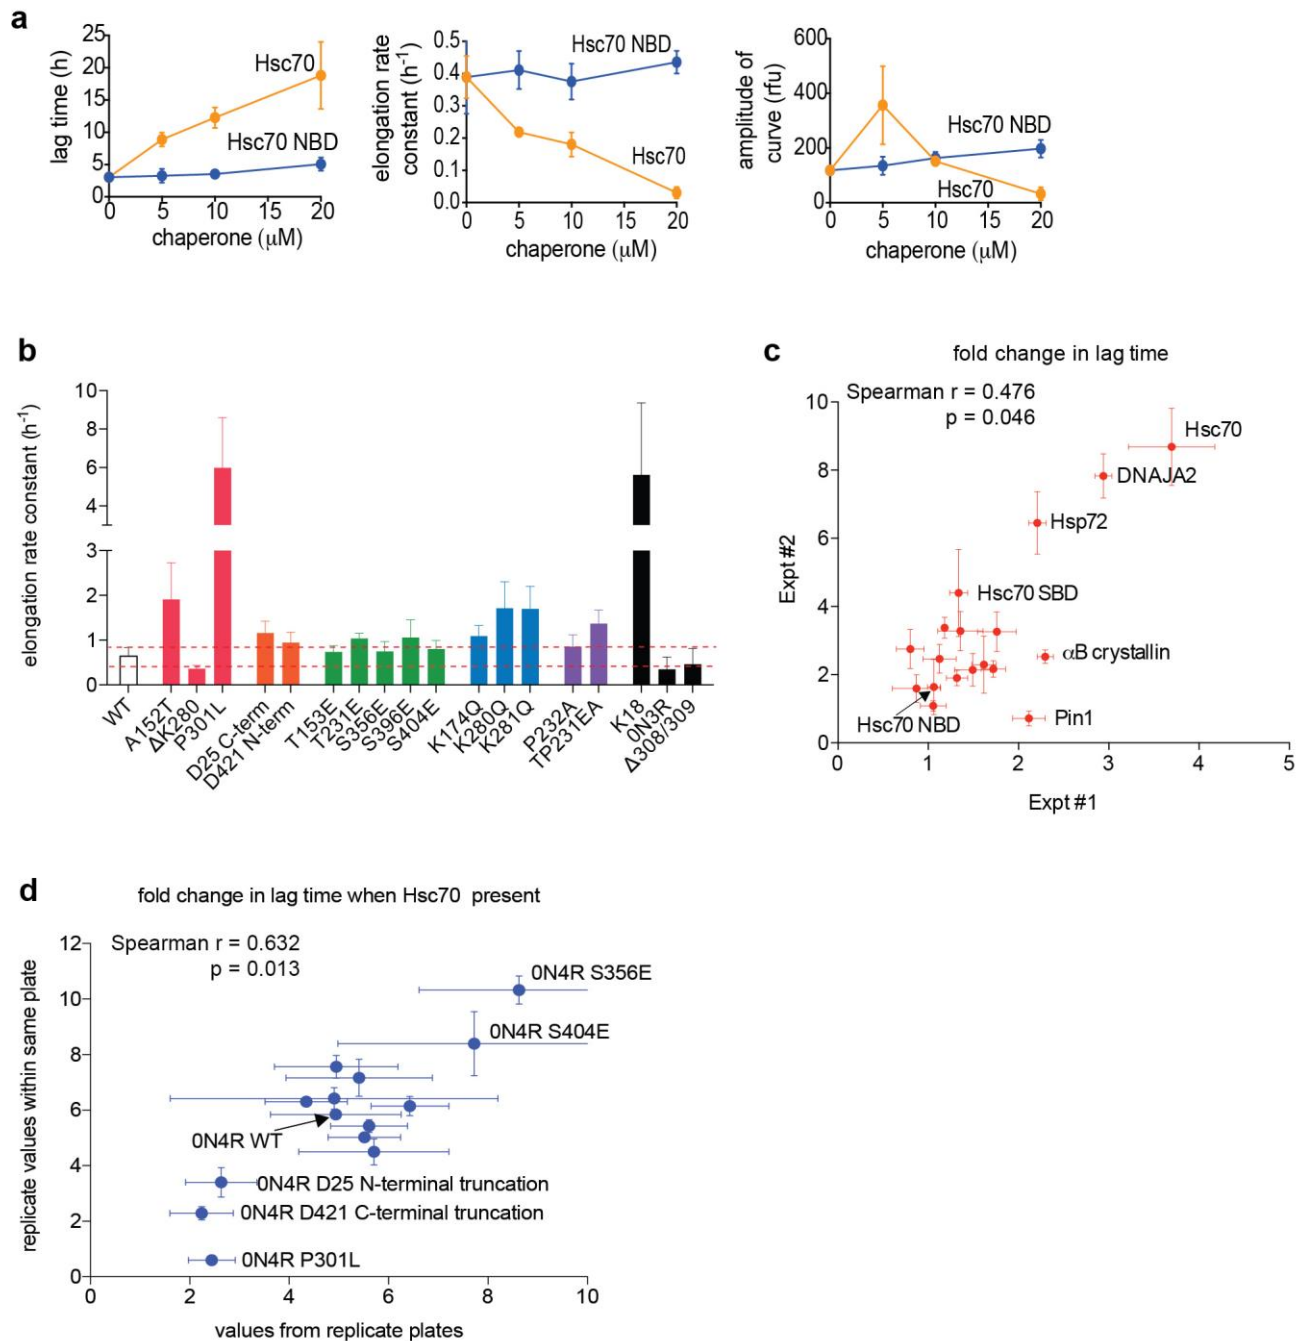 a
25
20
15
10
5
0
lag time (h)
Hsc70
Hsc70 NBD
0 5 10 15 20
chaperone (μM)
0.5
0.4
0.3
0.2
0.1
0.0
elongation rate
constant (h⁻¹)
Hsc70 NBD
Hsc70
0 5 10 15 20
chaperone (μM)
600
400
200
0
amplitude of
curve (rfu)
Hsc70 NBD
Hsc70
0 5 10 15 20
chaperone (μM)
b
elongation rate constant (h⁻¹)
10
8
6
4
3
2
1
0
WT
A152T
ΔK280
P301L
D25 C-term
D421 N-term
T153E
T231E
S356E
S396E
S404E
K174Q
K280Q
K281Q
P232A
TP231EA
K18
0N3R
Δ308/309
c
fold change in lag time
Spearman r = 0.476
p = 0.046
10
8
6
4
2
0
Expt #2
Hsc70
DNAJA2
Hsp72
Hsc70 SBD
αB crystallin
Pin1
Hsc70 NBD
0 1 2 3 4 5
Expt #1
d
fold change in lag time when Hsc70 present
Spearman r = 0.632
p = 0.013
12
10
8
6
4
2
0
replicate values within same plate
0N4R S356E
0N4R S404E
0N4R WT
0N4R D25 N-terminal truncation
0N4R D421 C-terminal truncation
0N4R P301L
0 2 4 6 8 10
values from replicate plates